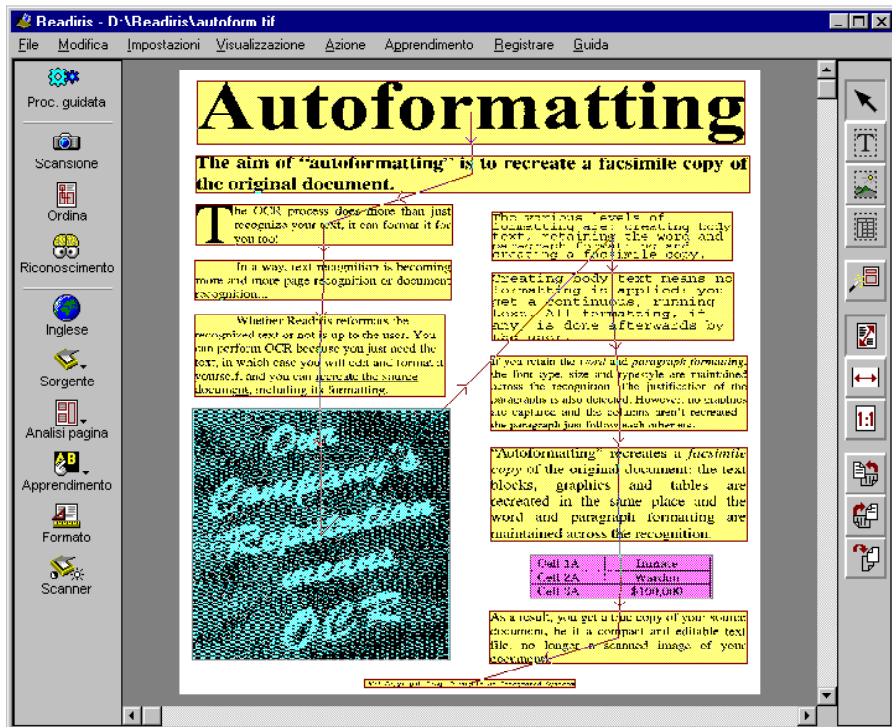 Readiris - D:\Readiris\autoform.tif
File Modifica Impostazioni Visualizzazione Azione Apprendimento Registrare Guida
Proc. guidata
Scansione
Ordina
Riconoscimento
Inglese
Sorgente
Analisi pagina
Apprendimento
Formato
Scanner
T
1:1
Autoformatting
The aim of “autoformatting” is to recreate a facsimile copy of
the original document.
The OCR process does more than just
recognize your text, it can format it for
you too!
In a way, text recognition is becoming
more and more page recognition or document
recognition...
Whether Readiris reformats the
recognized text or not is up to the user. You
can perform OCR because you just need the
text, in which case you will edit and format it
yourself, and you can recreate the source
document, including its formatting.
Our
Company's
Reputation
means
OCR
The various levels of
formatting are: creating body
text, retaining the word and
paragraph formatting and
creating a facsimile copy.
Creating body text means no
formatting is applied: you
get a continuous, running
text. All formatting, if
any, is done afterwards by
the user.
If you retain the word and paragraph formatting,
the font type, size and typestyle are maintained
across the recognition. The justification of the
paragraphs is also detected. However, no graphics
are captured and the columns aren't recreated -
the paragraph just follow each other etc.
“Autoformatting” recreates a facsimile
copy of the original document: the text
blocks, graphics and tables are
recreated in the same place and the
word and paragraph formatting are
maintained across the recognition.
Cell 1A Inmate
Cell 2A Warden
Cell 3A $100,000
As a result, you get a true copy of your source
document, be it a compact and editable text
file, no longer a scanned image of your
document!